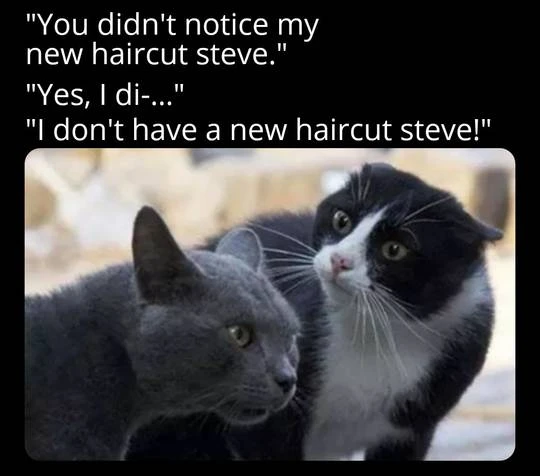 "You didn't notice my
new haircut steve."
"Yes, I di-..."
"I don't have a new haircut steve!"